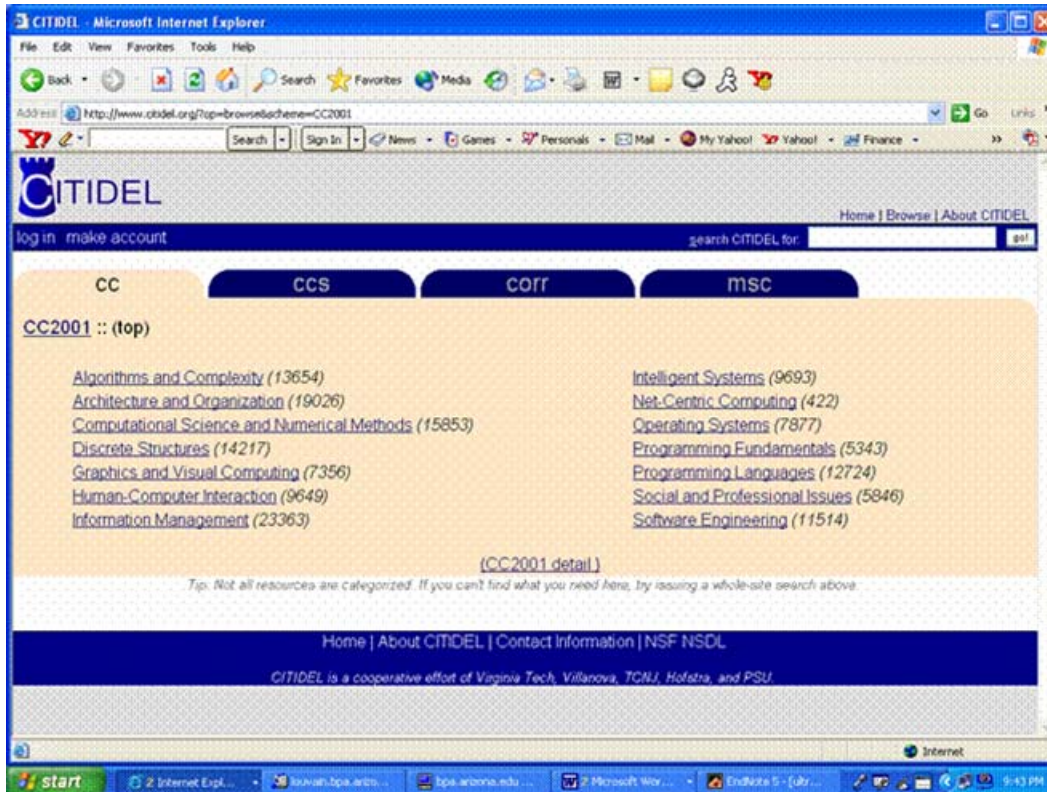 CITIDEL - Microsoft Internet Explorer
File Edit View Favorites Tools Help
Back Search Favorites Media
Address http://www.citidel.org/?op=browse&scheme=CC2001 Go Links
Search Sign In News Games Personals Mail My Yahoo! Yahoo! Finance
CITIDEL
Home | Browse | About CITIDEL
log in make account search CITIDEL for: go!
cc ccs corr msc
CC2001 :: (top)
Algorithms and Complexity (13654) Intelligent Systems (9693)
Architecture and Organization (19026) Net-Centric Computing (422)
Computational Science and Numerical Methods (15853) Operating Systems (7877)
Discrete Structures (14217) Programming Fundamentals (5343)
Graphics and Visual Computing (7356) Programming Languages (12724)
Human-Computer Interaction (9649) Social and Professional Issues (5846)
Information Management (23363) Software Engineering (11514)
(CC2001 detail )
Tip: Not all resources are categorized. If you can't find what you need here, try issuing a whole-site search above.
Home | About CITIDEL | Contact Information | NSF NSDL
CITIDEL is a cooperative effort of Virginia Tech, Villanova, TCNJ, Hofstra, and PSU.
Internet
start 2 Internet Expl... louvain.bpa.arizo... bpa.arizona.edu ... 2 Microsoft Wor... EndNote 5 - [ 9:43 PM